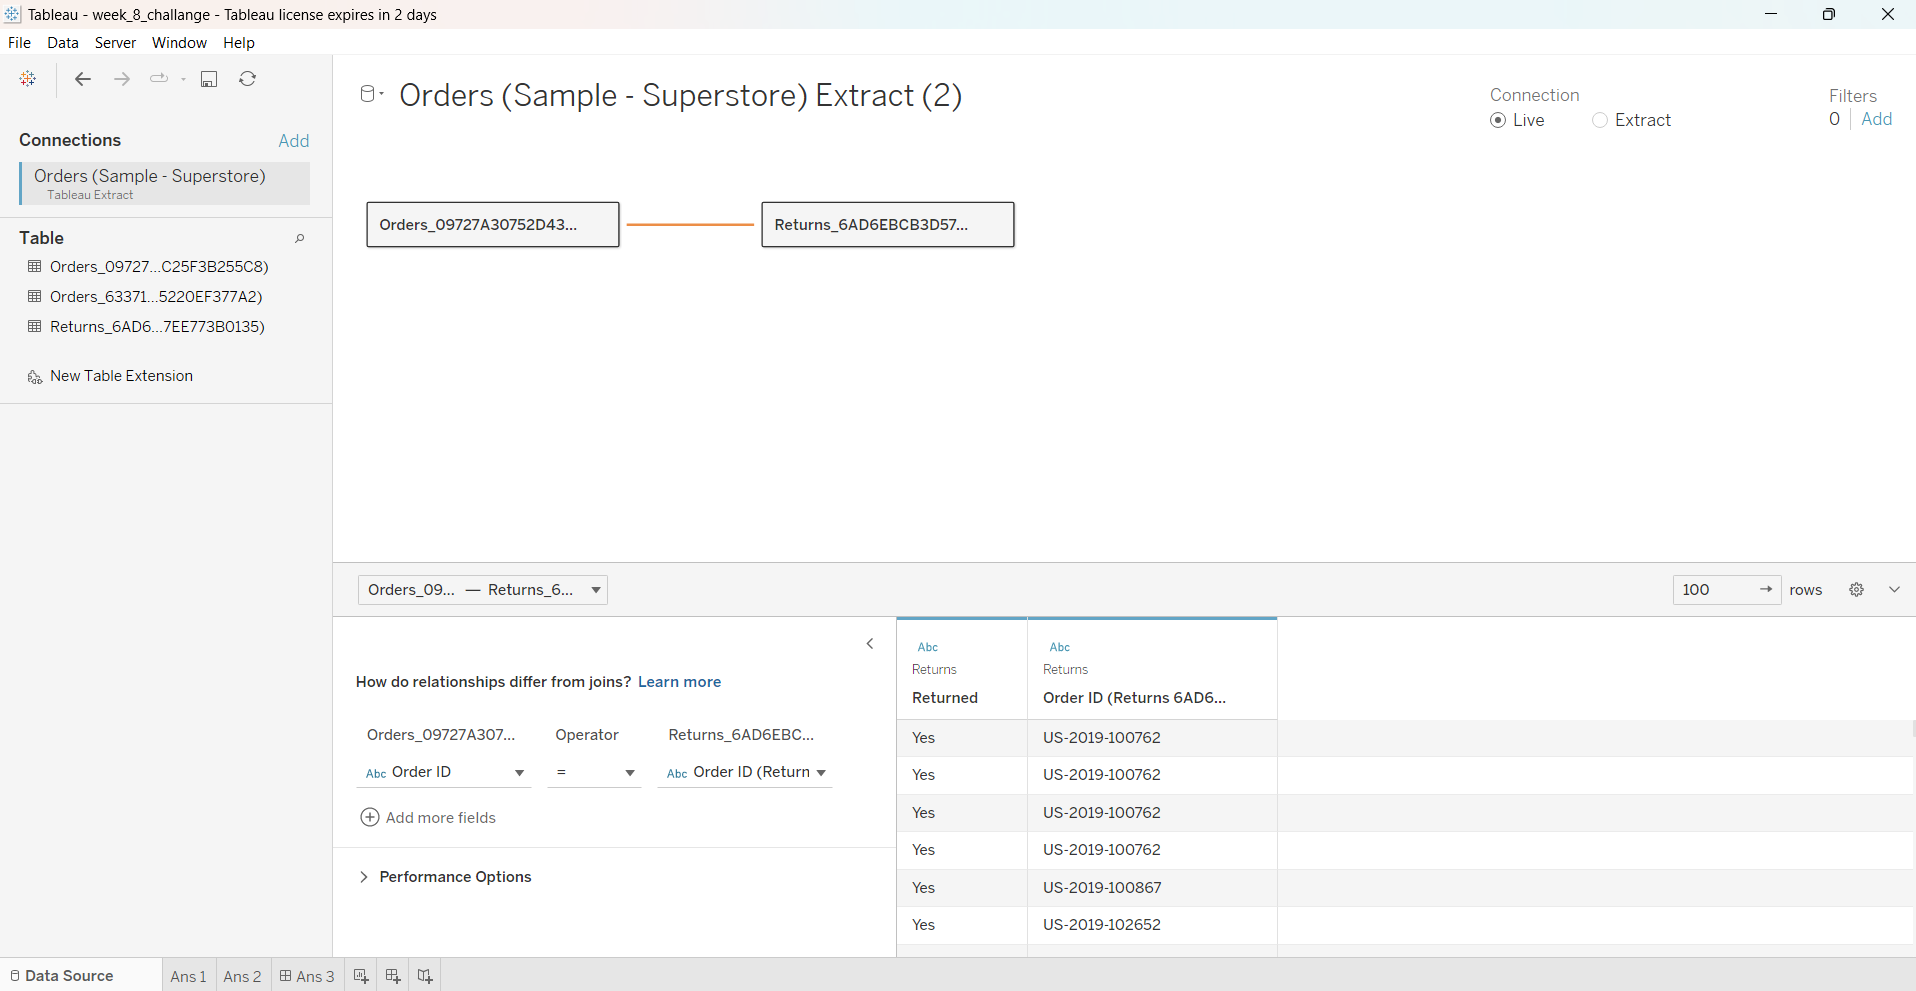 Tableau - week_8_challange - Tableau license expires in 2 days
File Data Server Window Help
Connections Add
Orders (Sample - Superstore)
Tableau Extract
Table
Orders_09727...C25F3B255C8)
Orders_63371...5220EF377A2)
Returns_6AD6...7EE773B0135)
New Table Extension
Orders (Sample - Superstore) Extract (2)
Connection
Live Extract
Filters
0 Add
Orders_09727A30752D43... Returns_6AD6EBCB3D57...
Orders_09... — Returns_6...
100 rows
How do relationships differ from joins? Learn more
Orders_09727A307... Operator Returns_6AD6EBC...
Abc Order ID = Abc Order ID (Return
Add more fields
Performance Options
Abc Abc
Returns Returns
Returned Order ID (Returns 6AD6...
Yes US-2019-100762
Yes US-2019-100762
Yes US-2019-100762
Yes US-2019-100762
Yes US-2019-100867
Yes US-2019-102652
Data Source Ans 1 Ans 2 Ans 3